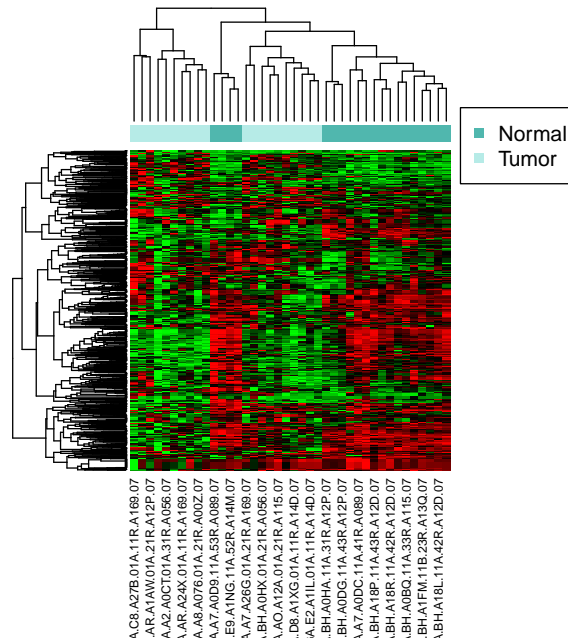 Normal
Tumor
A.C8.A27B.01A.11R.A169.07
.AR.A1AW.01A.21R.A12P.07
A.A2.A0CT.01A.31R.A056.07
.AR.A24X.01A.11R.A169.07
A.A8.A076.01A.21R.A00Z.07
A.A7.A0D9.11A.53R.A089.07
.E9.A1NG.11A.52R.A14M.07
A.A7.A26G.01A.21R.A169.07
.BH.A0HX.01A.21R.A056.07
.AO.A12A.01A.21R.A115.07
.D8.A1XG.01A.11R.A14D.07
.E2.A1IL.01A.11R.A14D.07
.BH.A0HA.11A.31R.A12P.07
.BH.A0DG.11A.43R.A12P.07
A.A7.A0DC.11A.41R.A089.07
.BH.A18P.11A.43R.A12D.07
.BH.A18R.11A.42R.A12D.07
.BH.A0BQ.11A.33R.A115.07
.BH.A1FM.11B.23R.A13Q.07
.BH.A18L.11A.42R.A12D.07